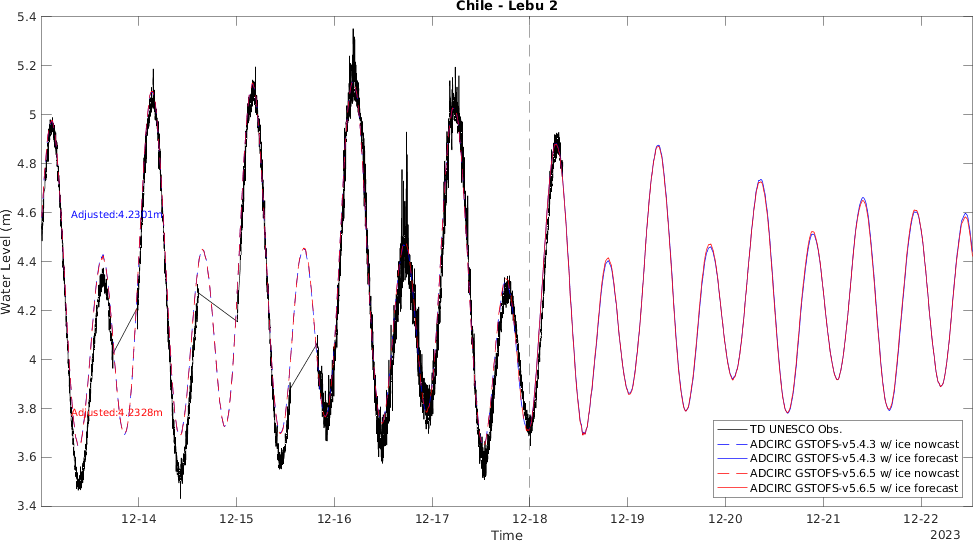 Chile - Lebu 2
5.4
5.2
5
4.8
4.6
4.4
4.2
4
3.8
3.6
3.4
Water Level (m)
Adjusted:4.2301m
Adjusted:4.2328m
TD UNESCO Obs.
ADCIRC GSTOFS-v5.4.3 w/ ice nowcast
ADCIRC GSTOFS-v5.4.3 w/ ice forecast
ADCIRC GSTOFS-v5.6.5 w/ ice nowcast
ADCIRC GSTOFS-v5.6.5 w/ ice forecast
12-14 12-15 12-16 12-17 12-18 12-19 12-20 12-21 12-22
Time
2023